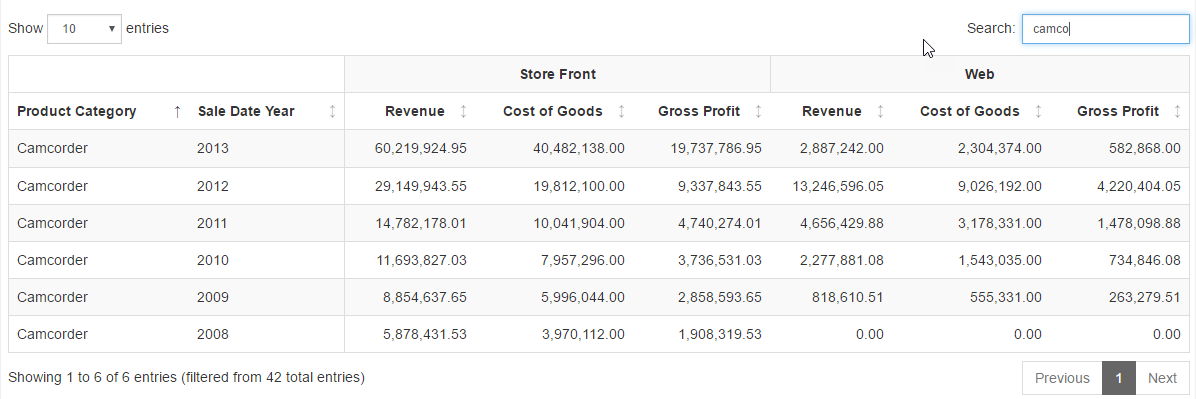 Show 10 entries Search: camco
Store Front Web
Product Category Sale Date Year Revenue Cost of Goods Gross Profit Revenue Cost of Goods Gross Profit
Camcorder 2013 60,219,924.95 40,482,138.00 19,737,786.95 2,887,242.00 2,304,374.00 582,868.00
Camcorder 2012 29,149,943.55 19,812,100.00 9,337,843.55 13,246,596.05 9,026,192.00 4,220,404.05
Camcorder 2011 14,782,178.01 10,041,904.00 4,740,274.01 4,656,429.88 3,178,331.00 1,478,098.88
Camcorder 2010 11,693,827.03 7,957,296.00 3,736,531.03 2,277,881.08 1,543,035.00 734,846.08
Camcorder 2009 8,854,637.65 5,996,044.00 2,858,593.65 818,610.51 555,331.00 263,279.51
Camcorder 2008 5,878,431.53 3,970,112.00 1,908,319.53 0.00 0.00 0.00
Showing 1 to 6 of 6 entries (filtered from 42 total entries) Previous 1 Next